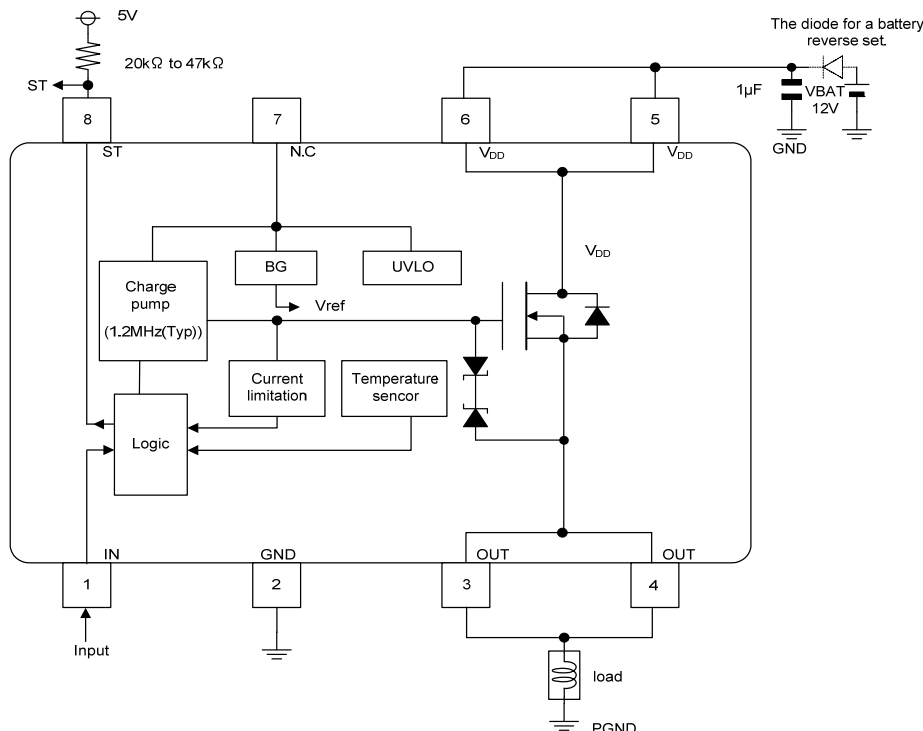 5V
The diode for a battery
reverse set.
20kΩ to 47kΩ
ST
1μF
VBAT
12V
8
7
6
5
GND
ST
N.C
VDD
VDD
VDD
BG
UVLO
Charge
pump
(1.2MHz(Typ))
Vref
Current
limitation
Temperature
sencor
Logic
IN
GND
OUT
OUT
1
2
3
4
Input
load
PGND